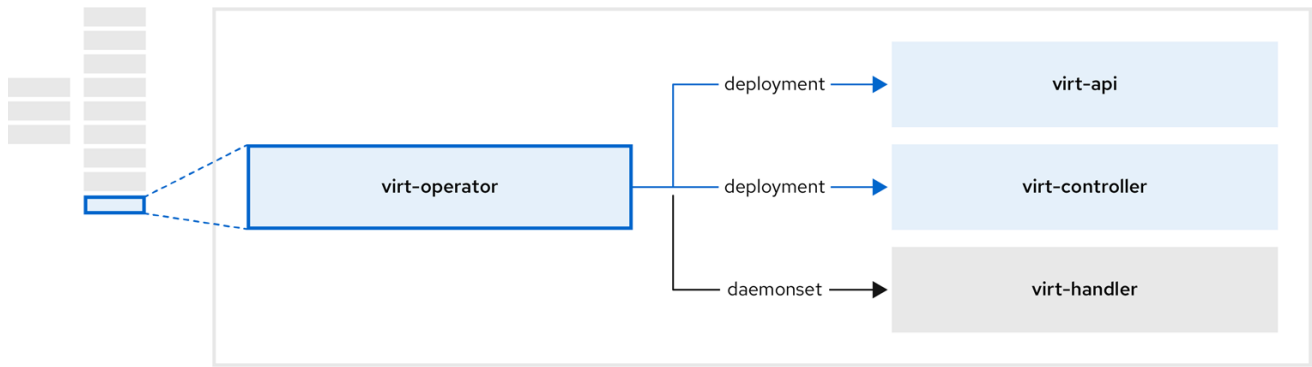 deployment
virt-api
virt-operator
deployment
virt-controller
daemonset
virt-handler